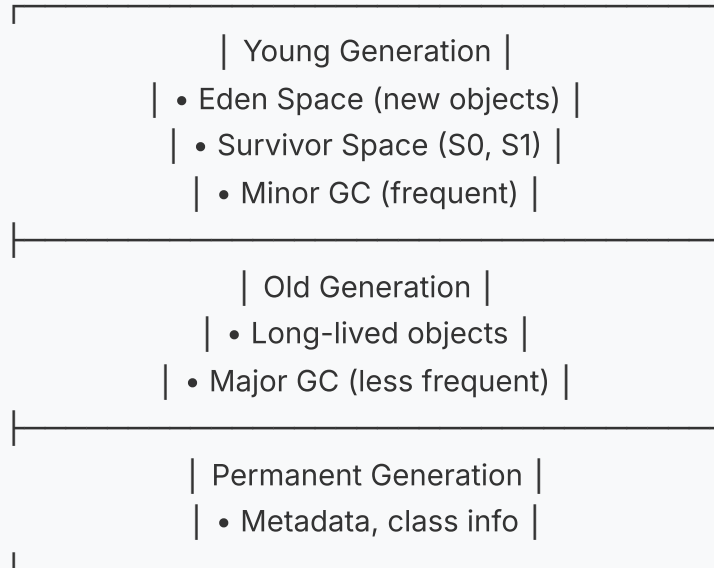 │ Young Generation │
│ • Eden Space (new objects) │
│ • Survivor Space (S0, S1) │
│ • Minor GC (frequent) │
│ Old Generation │
│ • Long-lived objects │
│ • Major GC (less frequent) │
│ Permanent Generation │
│ • Metadata, class info │